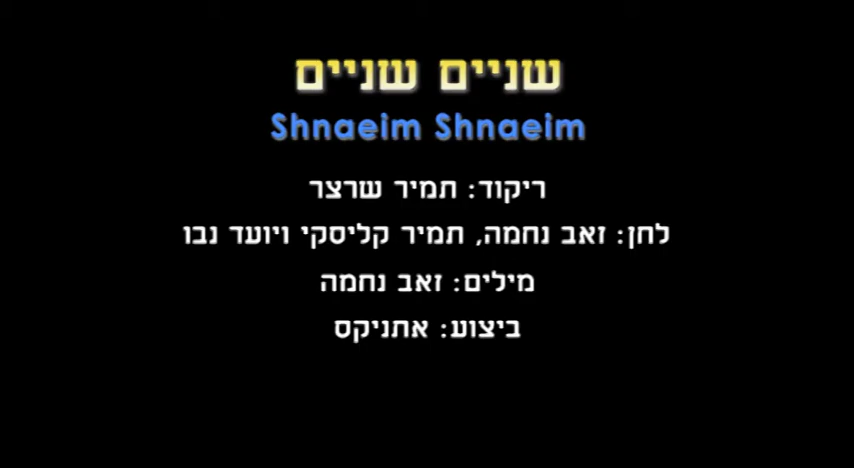 שניים שניים
Shnaeim Shnaeim
ריקוד: תמיר שרצר
לחן: זאב נחמה, תמיר קליסקי ויועד נבו
מילים: זאב נחמה
ביצוע: אתניקס